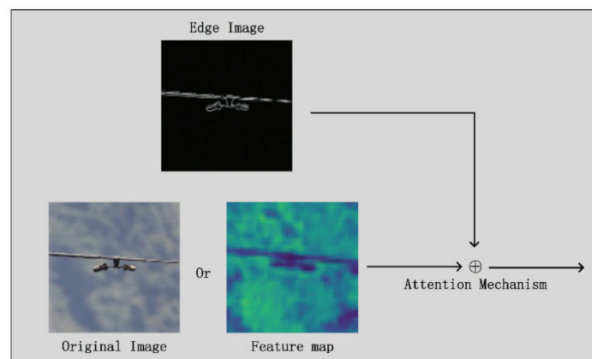 Edge Image
Or
Attention Mechanism
Original Image
Feature map